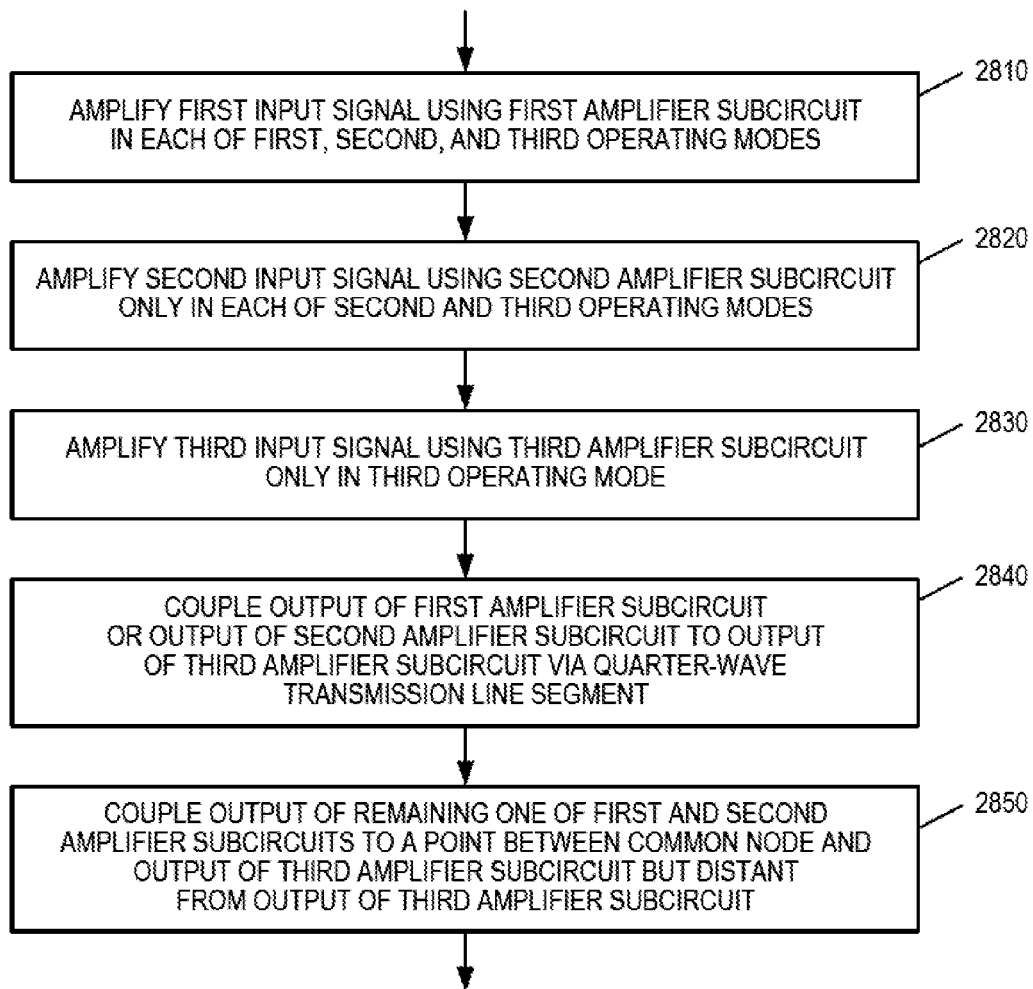 2810
AMPLIFY FIRST INPUT SIGNAL USING FIRST AMPLIFIER SUBCIRCUIT
IN EACH OF FIRST, SECOND, AND THIRD OPERATING MODES
2820
AMPLIFY SECOND INPUT SIGNAL USING SECOND AMPLIFIER SUBCIRCUIT
ONLY IN EACH OF SECOND AND THIRD OPERATING MODES
2830
AMPLIFY THIRD INPUT SIGNAL USING THIRD AMPLIFIER SUBCIRCUIT
ONLY IN THIRD OPERATING MODE
2840
COUPLE OUTPUT OF FIRST AMPLIFIER SUBCIRCUIT
OR OUTPUT OF SECOND AMPLIFIER SUBCIRCUIT TO OUTPUT
OF THIRD AMPLIFIER SUBCIRCUIT VIA QUARTER-WAVE
TRANSMISSION LINE SEGMENT
2850
COUPLE OUTPUT OF REMAINING ONE OF FIRST AND SECOND
AMPLIFIER SUBCIRCUITS TO A POINT BETWEEN COMMON NODE AND
OUTPUT OF THIRD AMPLIFIER SUBCIRCUIT BUT DISTANT
FROM OUTPUT OF THIRD AMPLIFIER SUBCIRCUIT